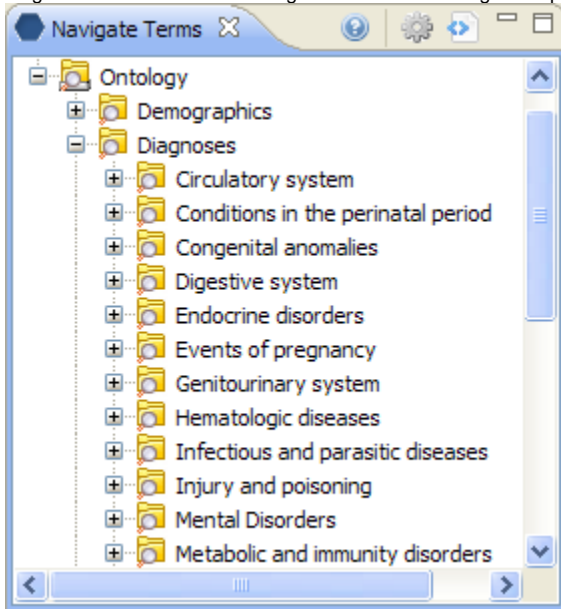 Navigate Terms
Ontology
Demographics
Diagnoses
Circulatory system
Conditions in the perinatal period
Congenital anomalies
Digestive system
Endocrine disorders
Events of pregnancy
Genitourinary system
Hematologic diseases
Infectious and parasitic diseases
Injury and poisoning
Mental Disorders
Metabolic and immunity disorders